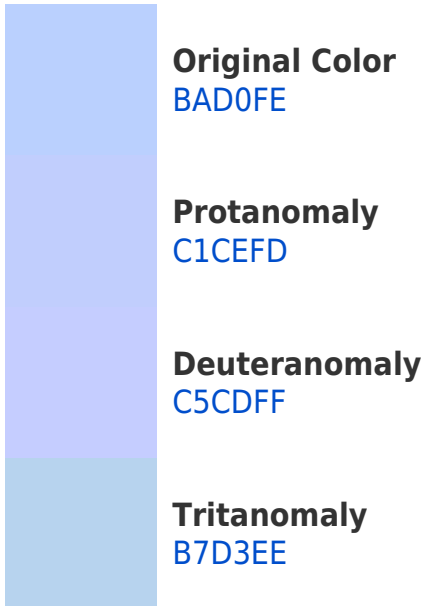 Original Color
BAD0FE
Protanomaly
C1CEFD
Deuteranomaly
C5CDFF
Tritanomaly
B7D3EE